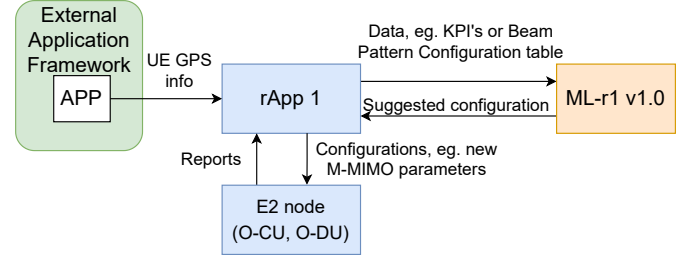 External
Application
Framework
APP
UE GPS
info
rApp 1
Data, eg. KPI's or Beam
Pattern Configuration table
Suggested configuration
ML-r1 v1.0
Reports
Configurations, eg. new
M-MIMO parameters
E2 node
(O-CU, O-DU)